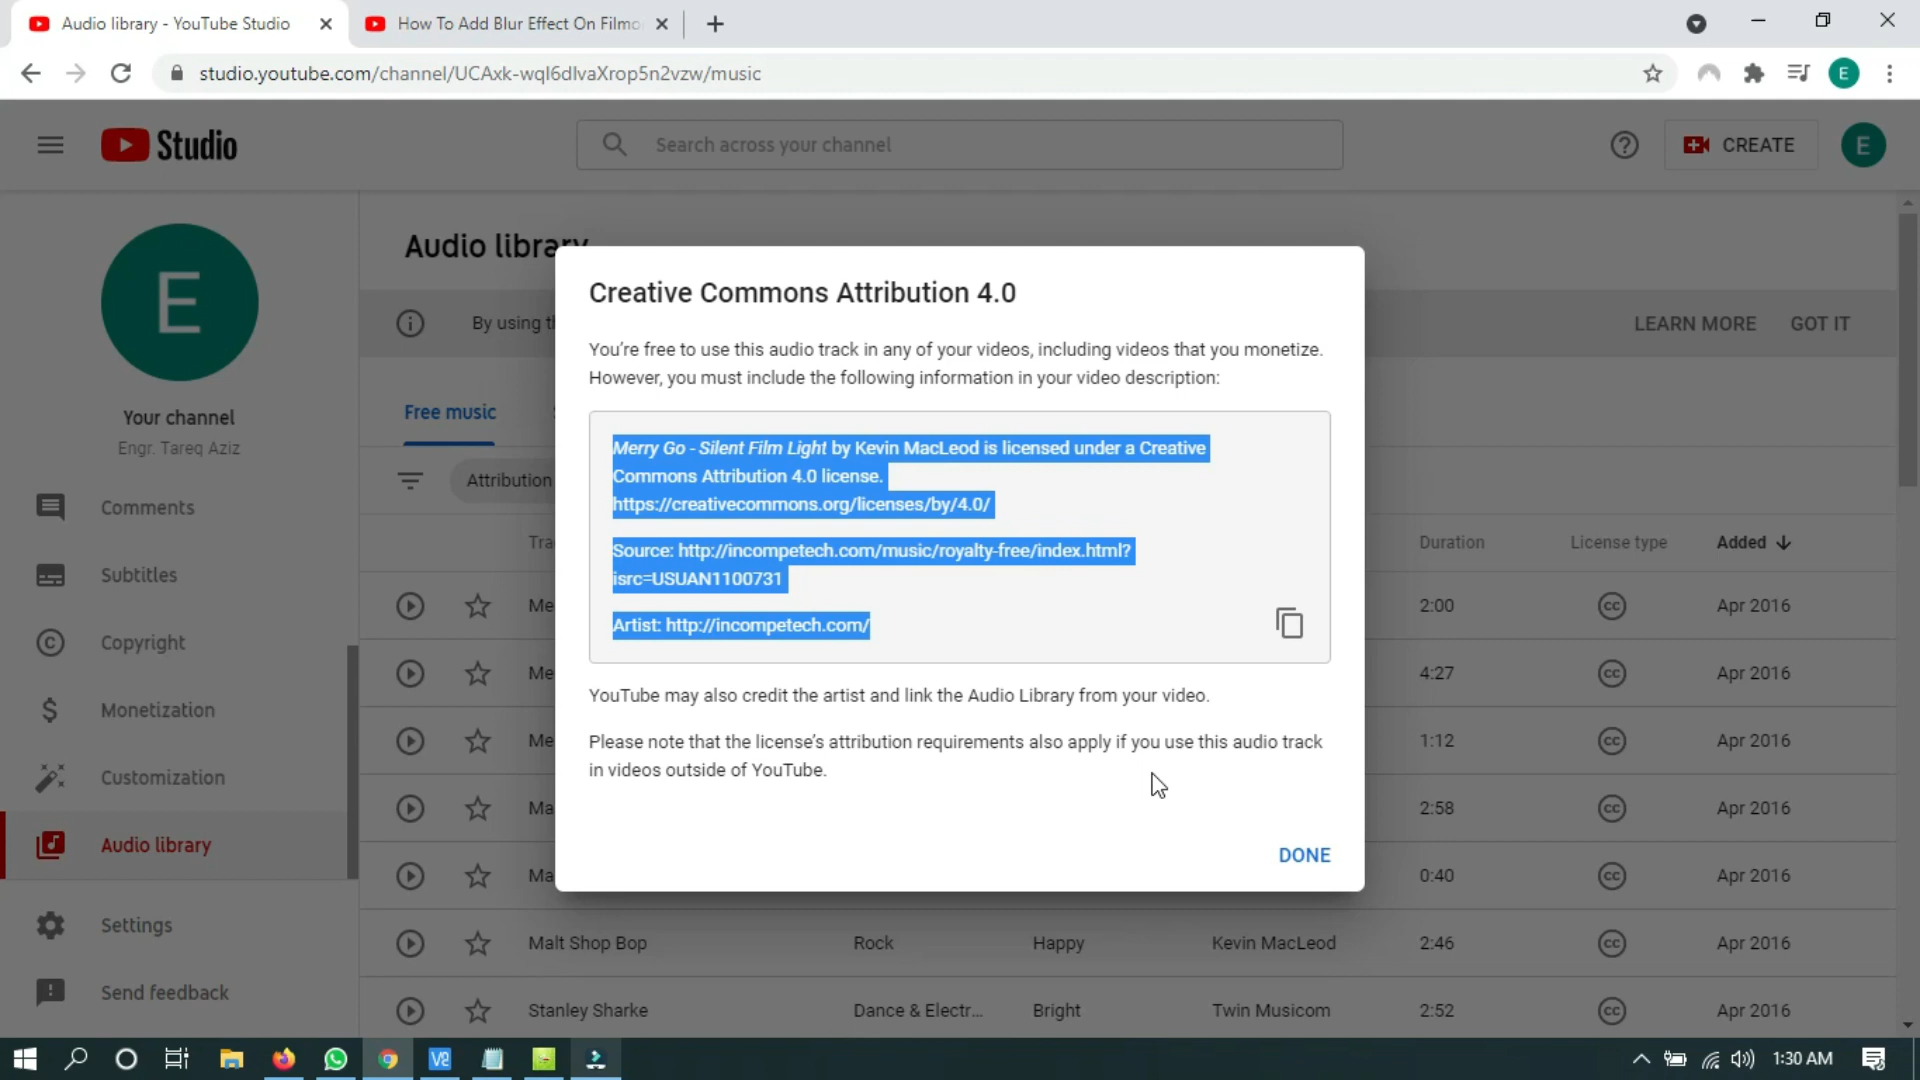 Audio library - YouTube Studio
How To Add Blur Effect On Filmo
studio.youtube.com/channel/UCAxk-wql6dlvaXrop5n2vzw/music
E
Studio
Search across your channel
CREATE
E
E
Your channel
Engr. Tareq Aziz
Comments
Subtitles
Copyright
Monetization
Customization
Audio library
Settings
Send feedback
Audio library
By using th
LEARN MORE
GOT IT
Free music
Attribution
Tra
Duration
License type
Added
Me
2:00
Apr 2016
Me
4:27
Apr 2016
Me
1:12
Apr 2016
Ma
2:58
Apr 2016
Ma
0:40
Apr 2016
Malt Shop Bop
Rock
Happy
Kevin MacLeod
2:46
Apr 2016
Stanley Sharke
Dance & Electr...
Bright
Twin Musicom
2:52
Apr 2016
Creative Commons Attribution 4.0
You're free to use this audio track in any of your videos, including videos that you monetize.
However, you must include the following information in your video description:
Merry Go - Silent Film Light by Kevin MacLeod is licensed under a Creative
Commons Attribution 4.0 license.
https://creativecommons.org/licenses/by/4.0/
Source: http://incompetech.com/music/royalty-free/index.html?
isrc=USUAN1100731
Artist: http://incompetech.com/
YouTube may also credit the artist and link the Audio Library from your video.
Please note that the license's attribution requirements also apply if you use this audio track
in videos outside of YouTube.
DONE
1:30 AM